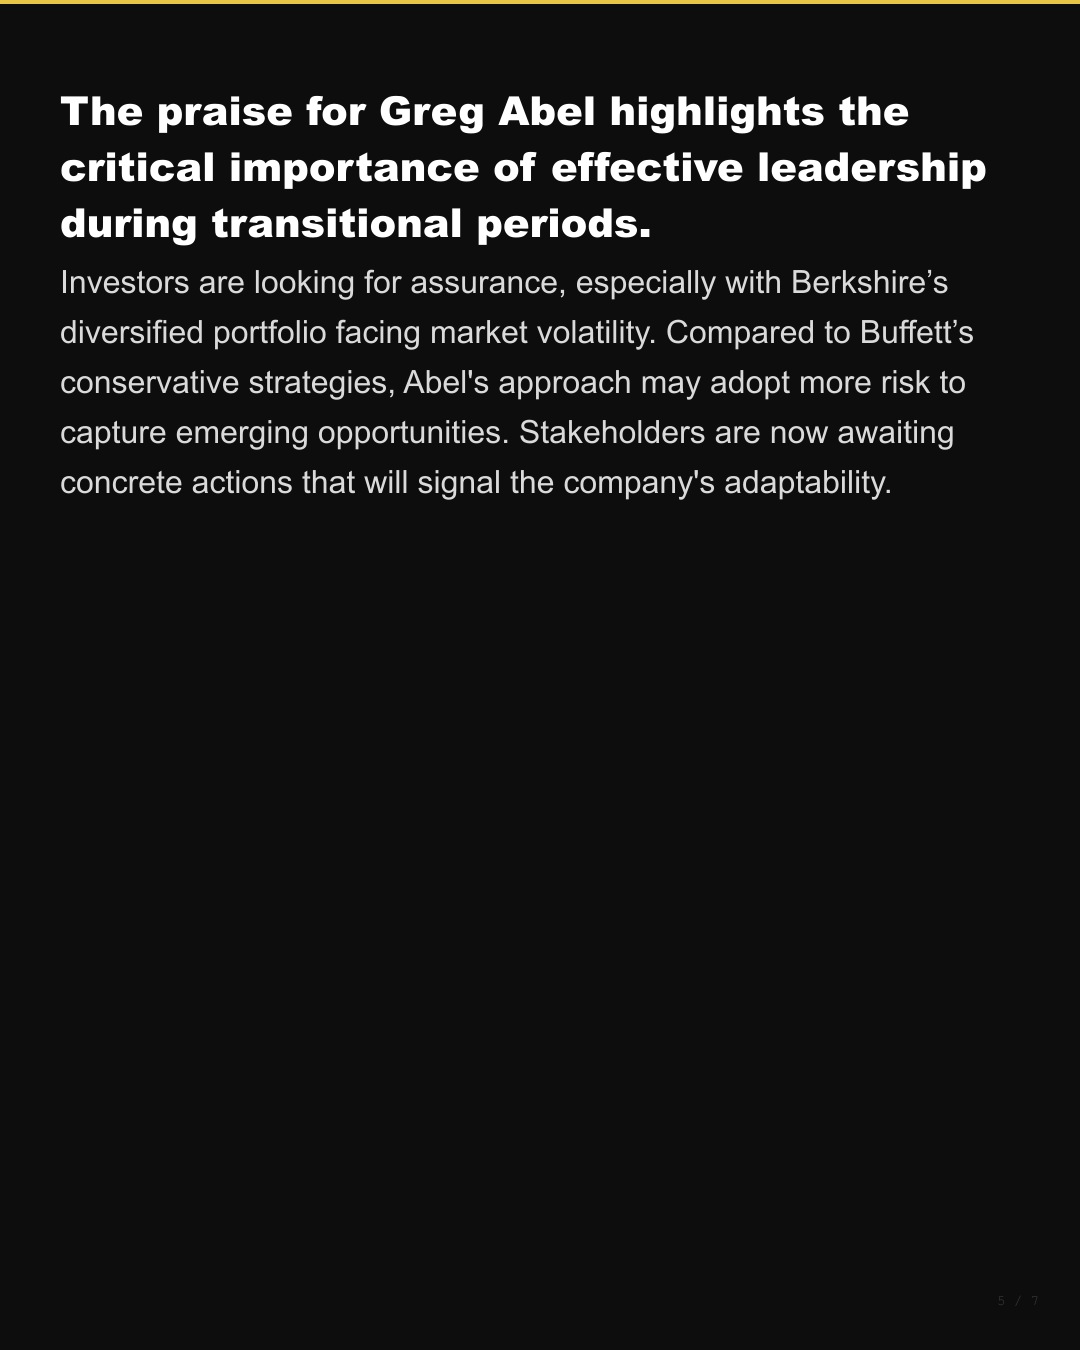 The praise for Greg Abel highlights the
critical importance of effective leadership
during transitional periods.
Investors are looking for assurance, especially with Berkshire’s
diversified portfolio facing market volatility. Compared to Buffett’s
conservative strategies, Abel's approach may adopt more risk to
capture emerging opportunities. Stakeholders are now awaiting
concrete actions that will signal the company's adaptability.
5 / 7